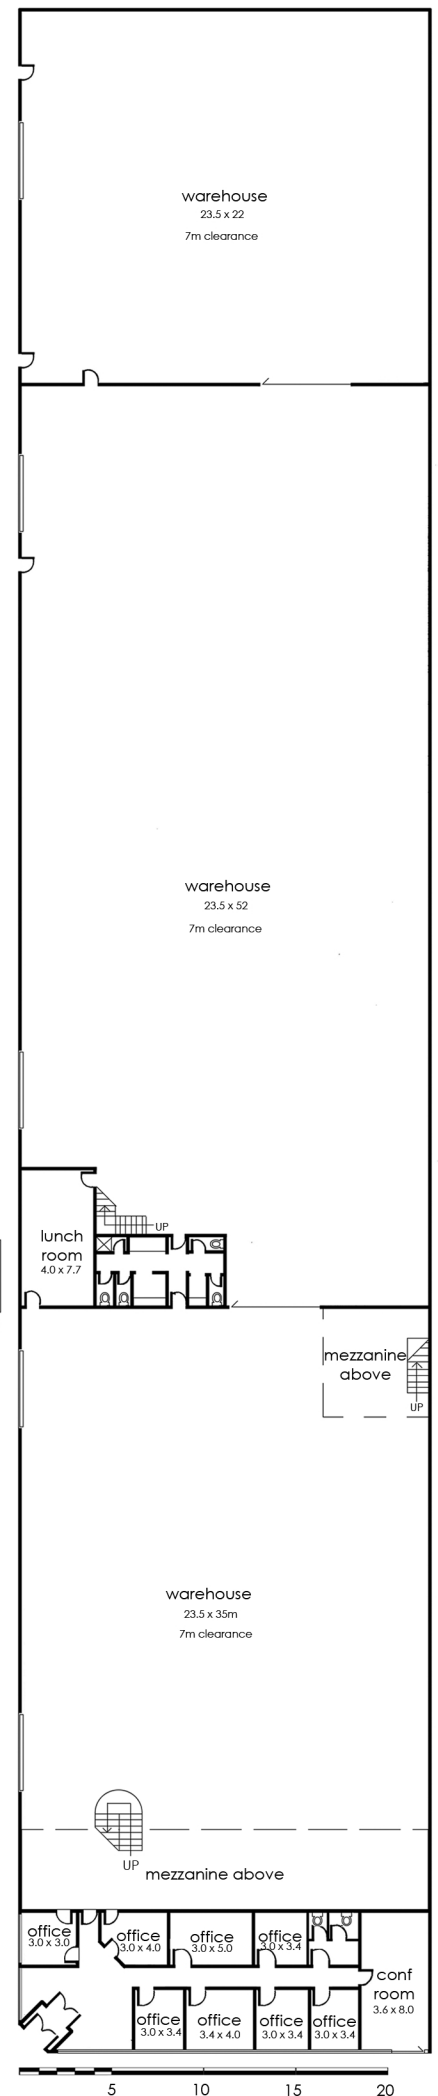 warehouse
23.5 x 22
7m clearance
warehouse
23.5 x 52
7m clearance
UP
lunch
room
4.0 x 7.7
mezzanine
above
UP
warehouse
23.5 x 35m
7m clearance
UP
mezzanine above
office
3.0 x 3.0
office
3.0 x 4.0
office
3.0 x 5.0
office
3.0 x 3.4
conf
room
3.6 x 8.0
office
3.0 x 3.4
office
3.4 x 4.0
office
3.0 x 3.4
office
3.0 x 3.4
5 10 15 20